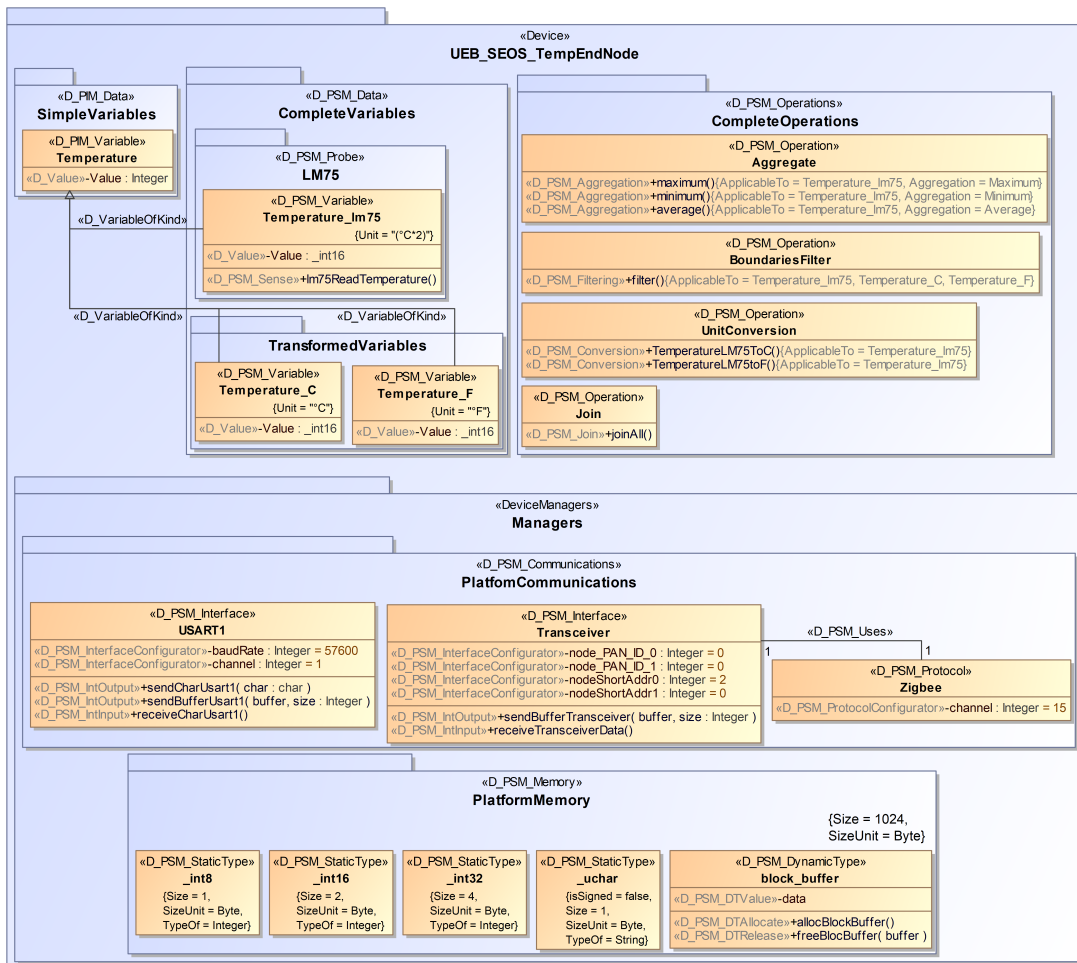 «Device»
UEB_SEOS_TempEndNode
«D_PIM_Data»
SimpleVariables
«D_PIM_Variable»
Temperature
«D_Value»-Value : Integer
«D_VariableOfKind»
«D_VariableOfKind»
«D_VariableOfKind»
«D_PSM_Data»
CompleteVariables
«D_PSM_Probe»
LM75
«D_PSM_Variable»
Temperature_lm75
{Unit = "(°C*2)"}
«D_Value»-Value : _int16
«D_PSM_Sense»+lm75ReadTemperature()
TransformedVariables
«D_PSM_Variable»
Temperature_C
{Unit = "°C"}
«D_Value»-Value : _int16
«D_PSM_Variable»
Temperature_F
{Unit = "°F"}
«D_Value»-Value : _int16
«D_PSM_Operations»
CompleteOperations
«D_PSM_Operation»
Aggregate
«D_PSM_Aggregation»+maximum(){ApplicableTo = Temperature_lm75, Aggregation = Maximum}
«D_PSM_Aggregation»+minimum(){ApplicableTo = Temperature_lm75, Aggregation = Minimum}
«D_PSM_Aggregation»+average(){ApplicableTo = Temperature_lm75, Aggregation = Average}
«D_PSM_Operation»
BoundariesFilter
«D_PSM_Filtering»+filter(){ApplicableTo = Temperature_lm75, Temperature_C, Temperature_F}
«D_PSM_Operation»
UnitConversion
«D_PSM_Conversion»+TemperatureLM75ToC(){ApplicableTo = Temperature_lm75}
«D_PSM_Conversion»+TemperatureLM75toF(){ApplicableTo = Temperature_lm75}
«D_PSM_Operation»
Join
«D_PSM_Join»+joinAll()
«DeviceManagers»
Managers
«D_PSM_Communications»
PlatfomCommunications
«D_PSM_Interface»
USART1
«D_PSM_InterfaceConfigurator»-baudRate : Integer = 57600
«D_PSM_InterfaceConfigurator»-channel : Integer = 1
«D_PSM_IntOutput»+sendCharUsart1( char : char )
«D_PSM_IntOutput»+sendBufferUsart1( buffer, size : Integer )
«D_PSM_IntInput»+receiveCharUsart1()
«D_PSM_Interface»
Transceiver
«D_PSM_InterfaceConfigurator»-node_PAN_ID_0 : Integer = 0
«D_PSM_InterfaceConfigurator»-node_PAN_ID_1 : Integer = 0
«D_PSM_InterfaceConfigurator»-nodeShortAddr0 : Integer = 2
«D_PSM_InterfaceConfigurator»-nodeShortAddr1 : Integer = 0
«D_PSM_IntOutput»+sendBufferTransceiver( buffer, size : Integer )
«D_PSM_IntInput»+receiveTransceiverData()
«D_PSM_Uses»
1
1
«D_PSM_Protocol»
Zigbee
«D_PSM_ProtocolConfigurator»-channel : Integer = 15
«D_PSM_Memory»
PlatformMemory
{Size = 1024,
SizeUnit = Byte}
«D_PSM_StaticType»
_int8
{Size = 1,
SizeUnit = Byte,
TypeOf = Integer}
«D_PSM_StaticType»
_int16
{Size = 2,
SizeUnit = Byte,
TypeOf = Integer}
«D_PSM_StaticType»
_int32
{Size = 4,
SizeUnit = Byte,
TypeOf = Integer}
«D_PSM_StaticType»
_uchar
{isSigned = false,
Size = 1,
SizeUnit = Byte,
TypeOf = String}
«D_PSM_DynamicType»
block_buffer
«D_PSM_DTValue»-data
«D_PSM_DTAllocate»+allocBlockBuffer()
«D_PSM_DTRelease»+freeBlocBuffer( buffer )